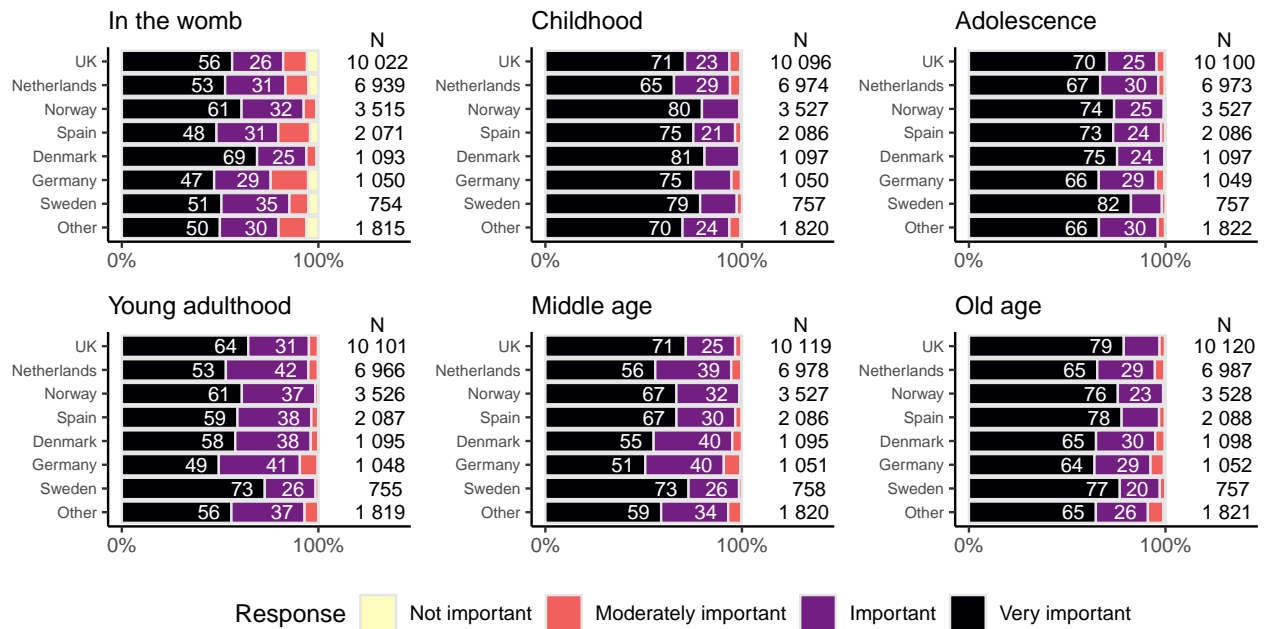 In the womb
N
UK 56 26 10 022
Netherlands 53 31 6 939
Norway 61 32 3 515
Spain 48 31 2 071
Denmark 69 25 1 093
Germany 47 29 1 050
Sweden 51 35 754
Other 50 30 1 815
0% 100%
Childhood
N
UK 71 23 10 096
Netherlands 65 29 6 974
Norway 80 3 527
Spain 75 21 2 086
Denmark 81 1 097
Germany 75 1 050
Sweden 79 757
Other 70 24 1 820
0% 100%
Adolescence
N
UK 70 25 10 100
Netherlands 67 30 6 973
Norway 74 25 3 527
Spain 73 24 2 086
Denmark 75 24 1 097
Germany 66 29 1 049
Sweden 82 757
Other 66 30 1 822
0% 100%
Young adulthood
N
UK 64 31 10 101
Netherlands 53 42 6 966
Norway 61 37 3 526
Spain 59 38 2 087
Denmark 58 38 1 095
Germany 49 41 1 048
Sweden 73 26 755
Other 56 37 1 819
0% 100%
Middle age
N
UK 71 25 10 119
Netherlands 56 39 6 978
Norway 67 32 3 527
Spain 67 30 2 086
Denmark 55 40 1 095
Germany 51 40 1 051
Sweden 73 26 758
Other 59 34 1 820
0% 100%
Old age
N
UK 79 10 120
Netherlands 65 29 6 987
Norway 76 23 3 528
Spain 78 2 088
Denmark 65 30 1 098
Germany 64 29 1 052
Sweden 77 20 757
Other 65 26 1 821
0% 100%
Response Not important Moderately important Important Very important